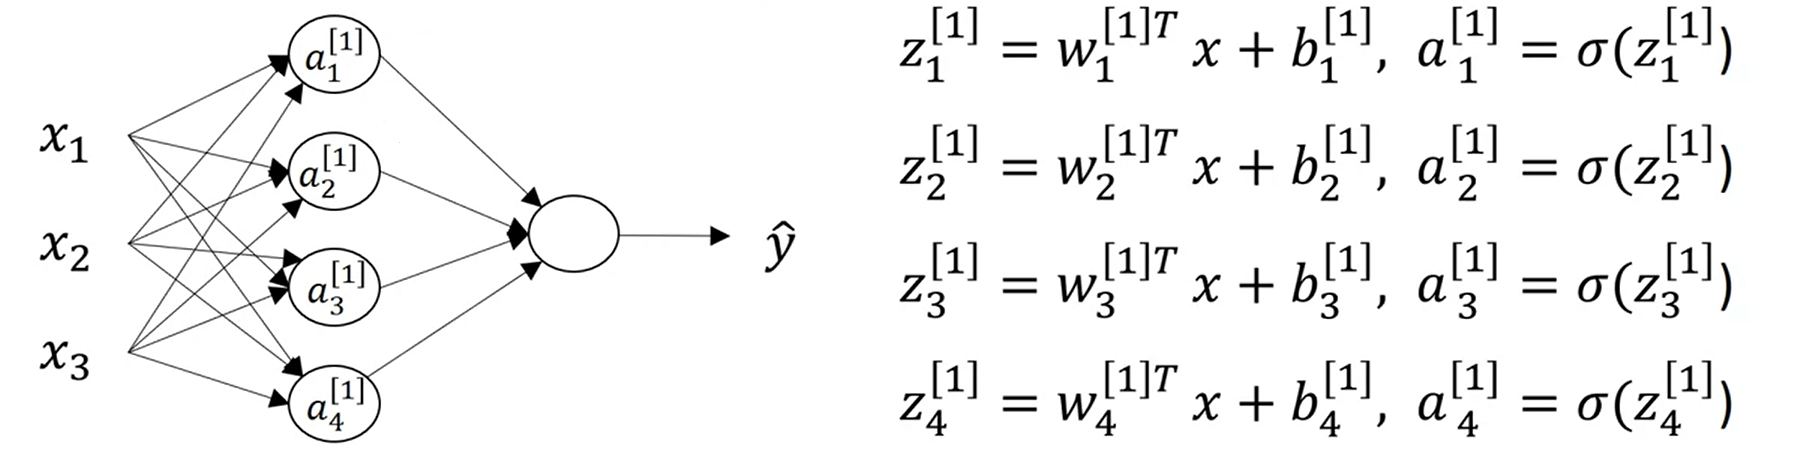 x₁
x₂
x₃
a₁^[1]
a₂^[1]
a₃^[1]
a₄^[1]
ŷ
z₁^[1] = w₁^[1]T x + b₁^[1], a₁^[1] = σ(z₁^[1])
z₂^[1] = w₂^[1]T x + b₂^[1], a₂^[1] = σ(z₂^[1])
z₃^[1] = w₃^[1]T x + b₃^[1], a₃^[1] = σ(z₃^[1])
z₄^[1] = w₄^[1]T x + b₄^[1], a₄^[1] = σ(z₄^[1])